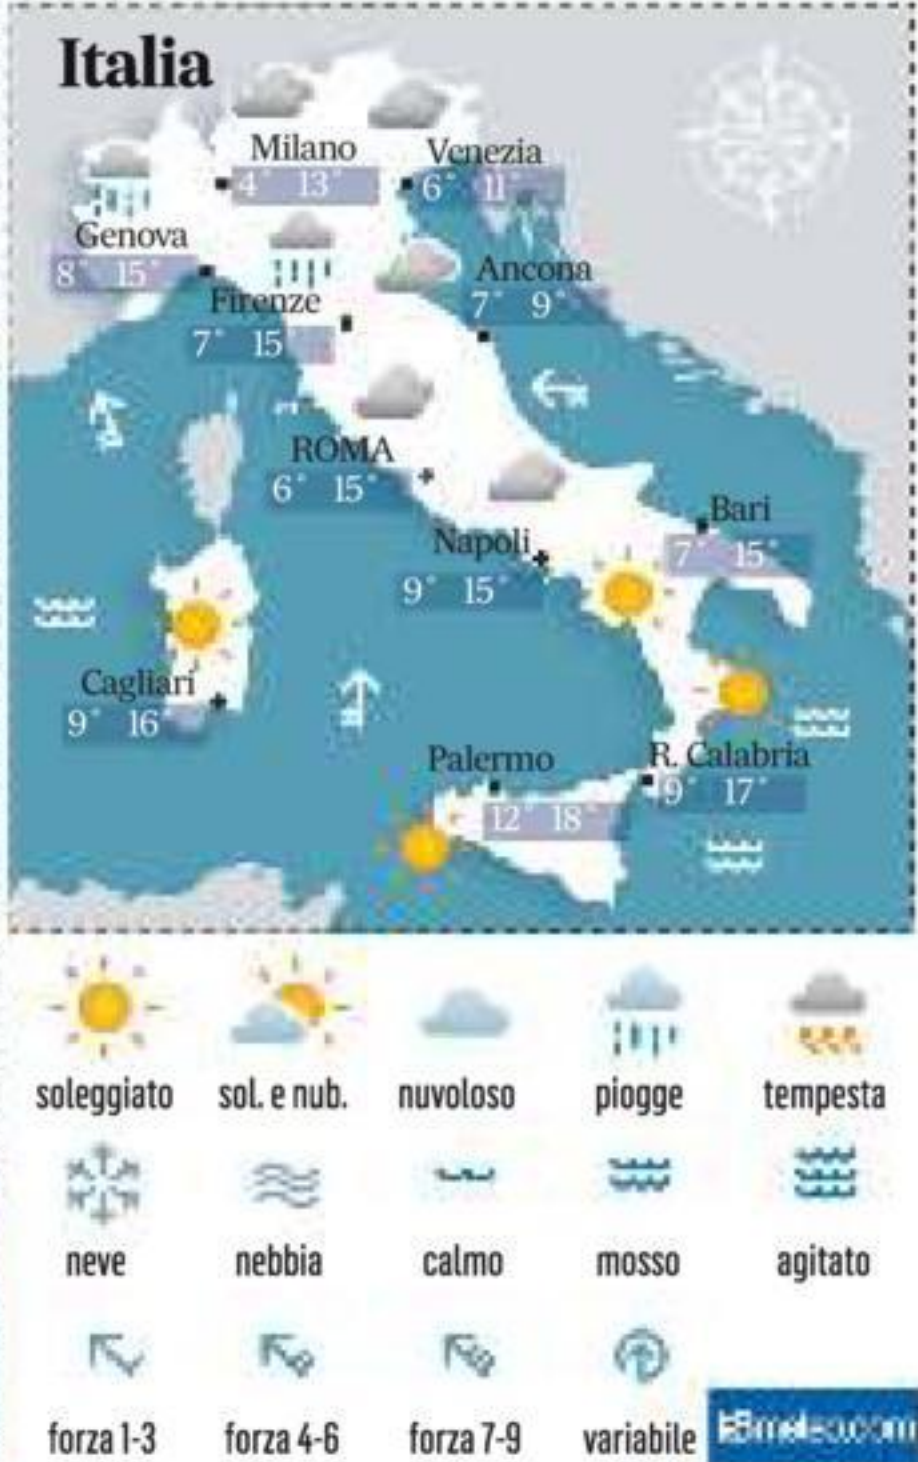 Italia
Milano
4° 13°
Venezia
6° 11°
Genova
8° 15°
Firenze
7° 15°
Ancona
7° 9°
ROMA
6° 15°
Bari
7° 15°
Napoli
9° 15°
Cagliari
9° 16°
Palermo
12° 18°
R. Calabria
9° 17°
soleggiato sol. e nub. nuvoloso piogge tempesta
neve nebbia calmo mosso agitato
forza 1-3 forza 4-6 forza 7-9 variabile